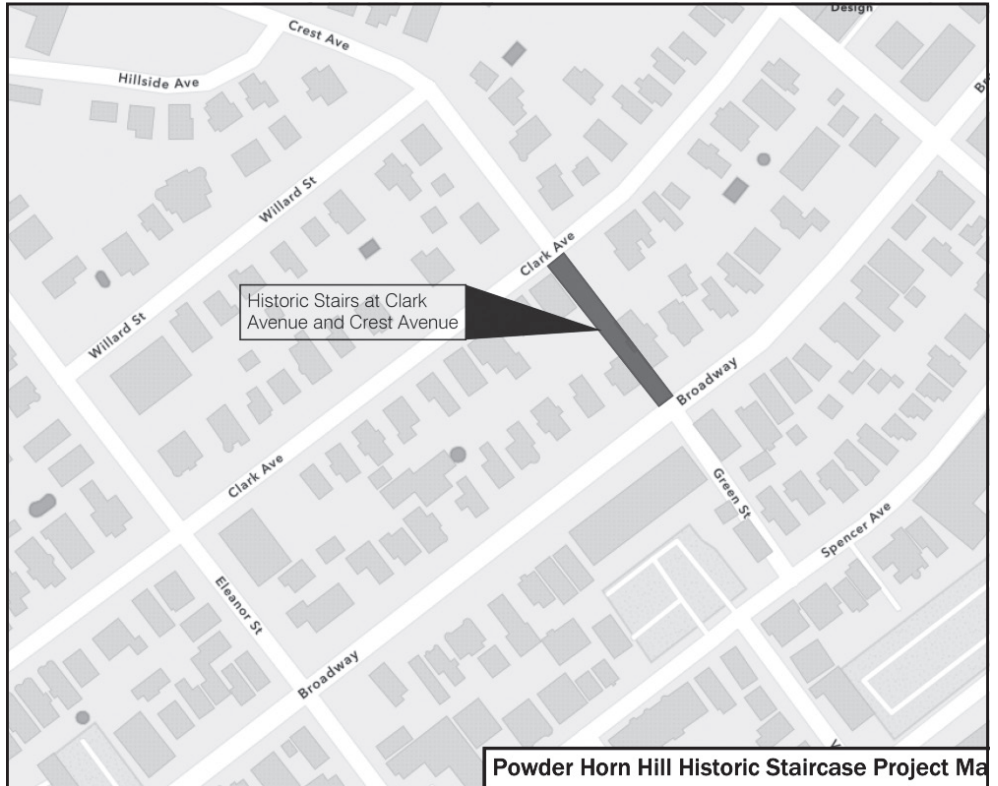 Design
Crest Ave
Hillside Ave
Willard St
Clark Ave
Historic Stairs at Clark
Avenue and Crest Avenue
Willard St
Broadway
Clark Ave
Green St
Spencer Ave
Eleanor St
Broadway
Powder Horn Hill Historic Staircase Project Ma